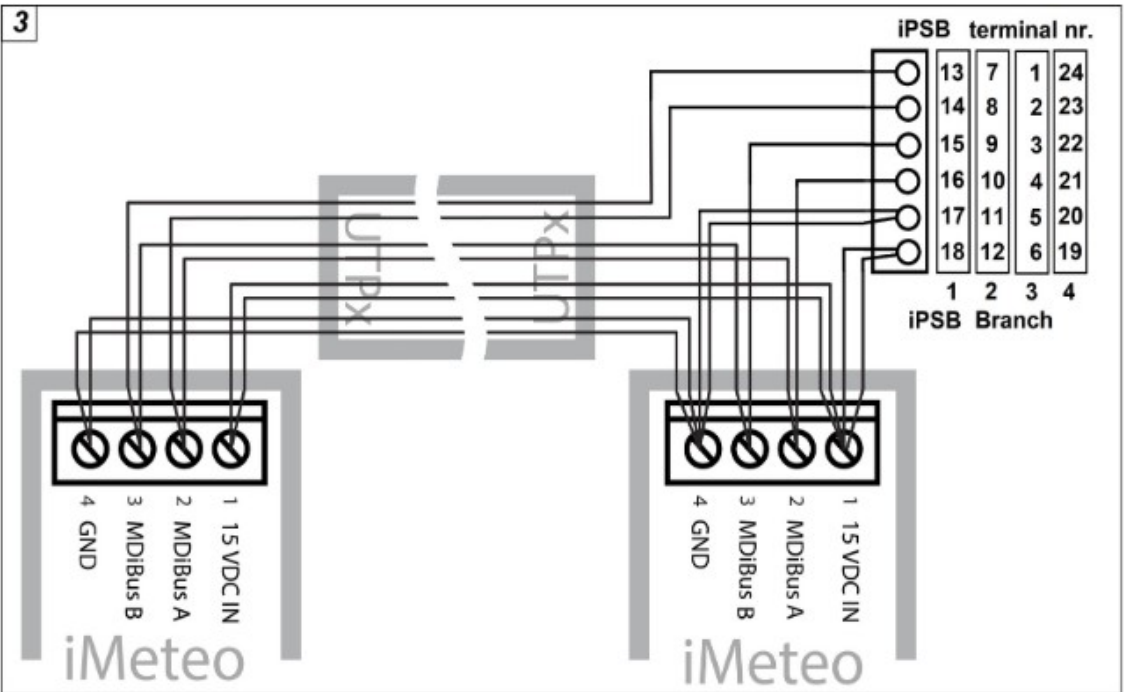 3
iPSB terminal nr.
13 7 1 24
14 8 2 23
15 9 3 22
16 10 4 21
17 11 5 20
18 12 6 19
1 2 3 4
iPSB Branch
UTPx
UTPx
4 GND
3 MDiBus B
2 MDiBus A
1 15 VDC IN
iMeteo
4 GND
3 MDiBus B
2 MDiBus A
1 15 VDC IN
iMeteo